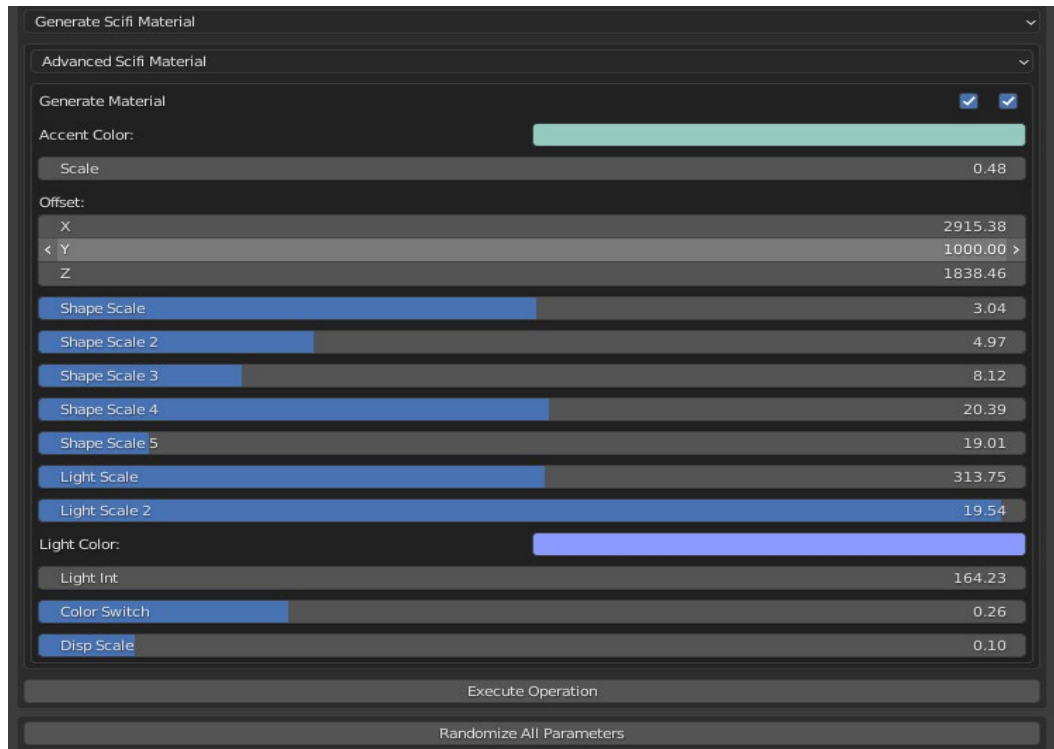 Generate Scifi Material
Advanced Scifi Material
Generate Material
Accent Color:
Scale 0.48
Offset:
X 2915.38
< Y 1000.00 >
Z 1838.46
Shape Scale 3.04
Shape Scale 2 4.97
Shape Scale 3 8.12
Shape Scale 4 20.39
Shape Scale 5 19.01
Light Scale 313.75
Light Scale 2 19.54
Light Color:
Light Int 164.23
Color Switch 0.26
Disp Scale 0.10
Execute Operation
Randomize All Parameters